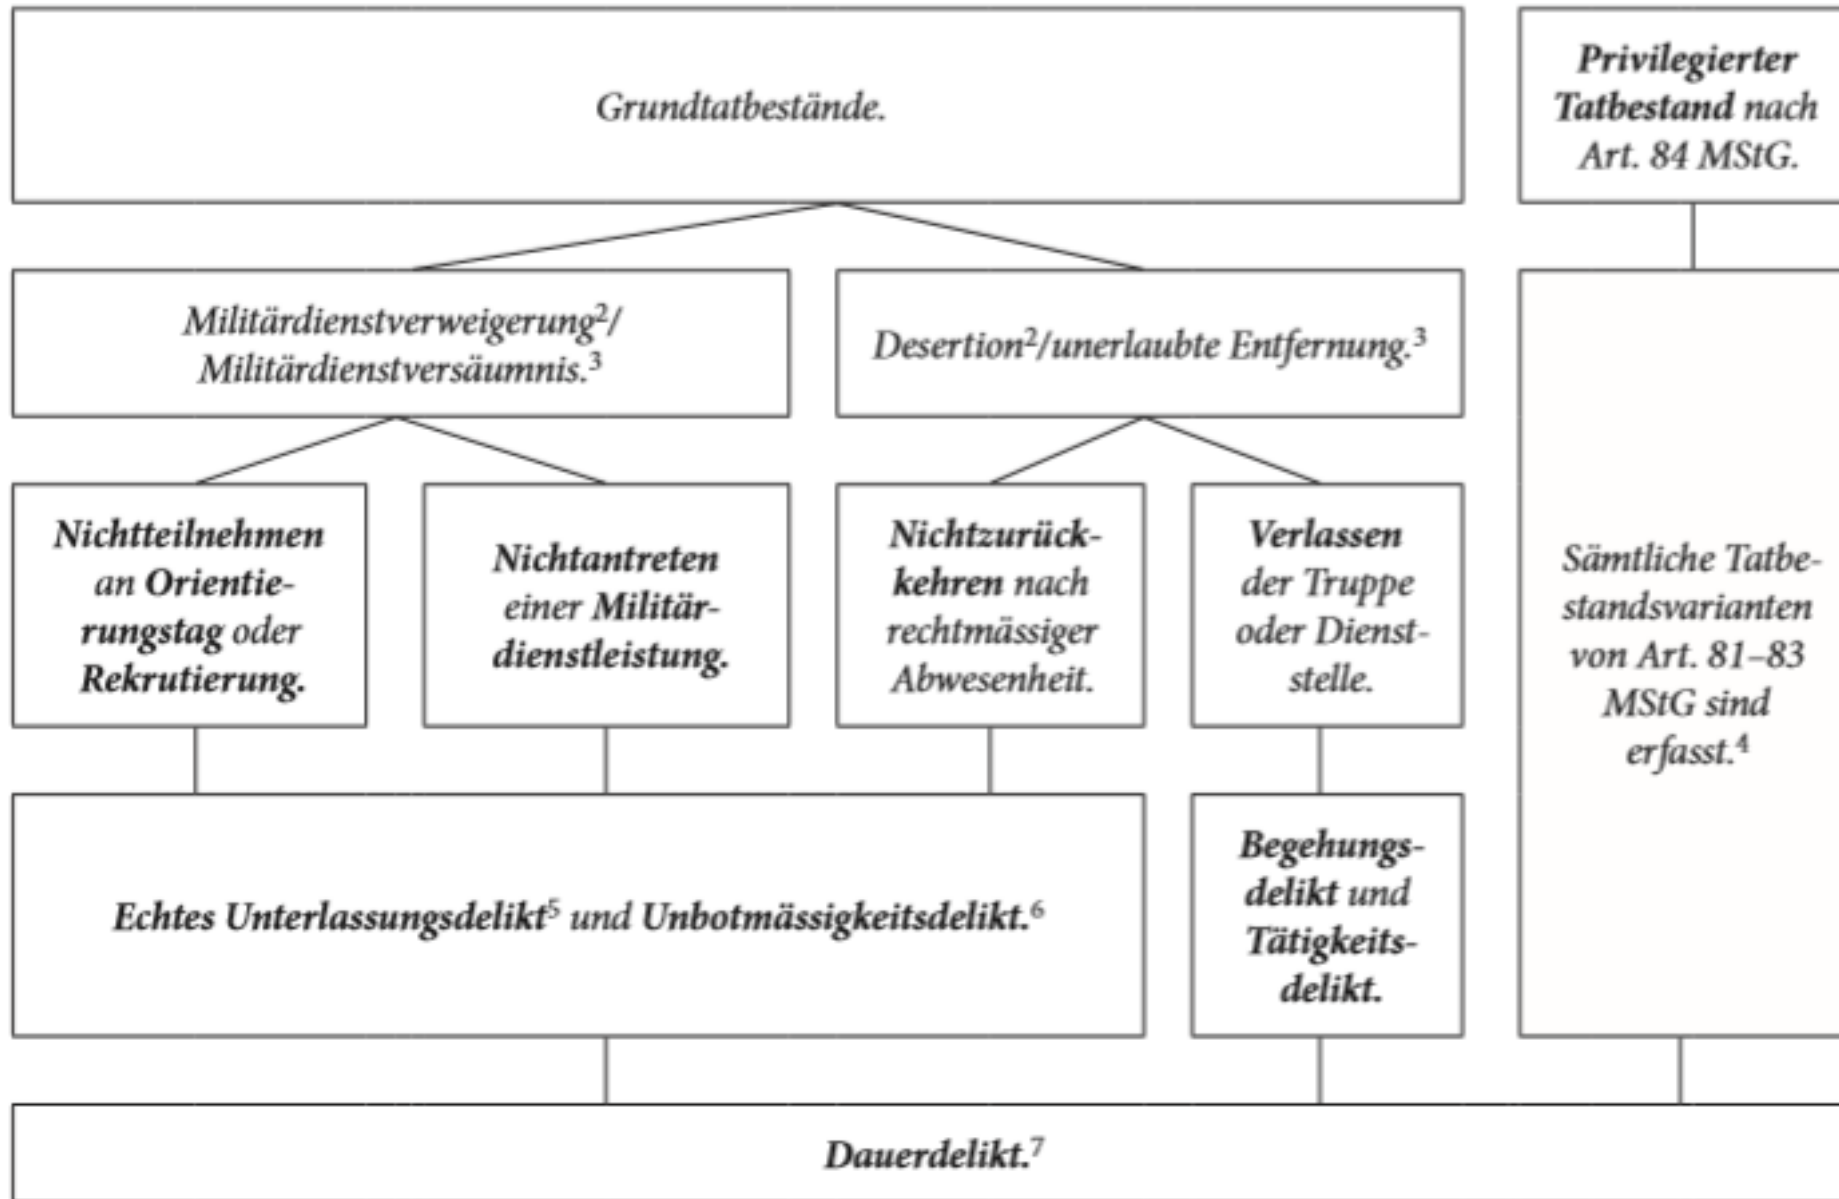 Grundtatbestände.
Privilegierter
Tatbestand nach
Art. 84 MStG.
Militärdienstverweigerung²/
Militärdienstversäumnis.³
Desertion²/unerlaubte Entfernung.³
Nichtteilnehmen
an Orientie-
rungstag oder
Rekrutierung.
Nichtantreten
einer Militär-
dienstleistung.
Nichtzurück-
kehren nach
rechtmässiger
Abwesenheit.
Verlassen
der Truppe
oder Dienst-
stelle.
Sämtliche Tatbe-
standsvarianten
von Art. 81–83
MStG sind
erfasst.⁴
Echtes Unterlassungsdelikt⁵ und Unbotmässigkeitsdelikt.⁶
Begehungs-
delikt und
Tätigkeits-
delikt.
Dauerdelikt.⁷